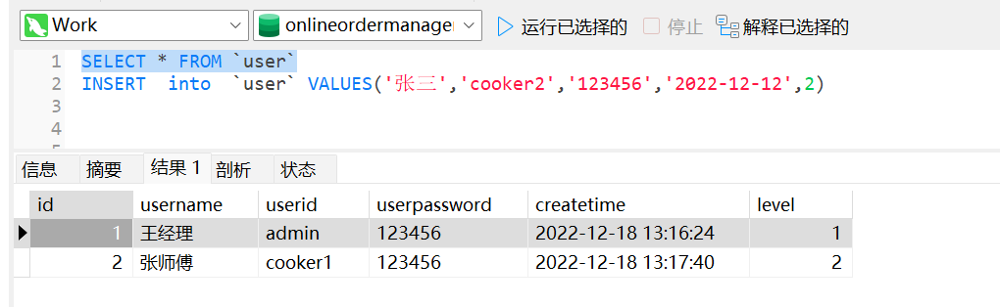 Work onlineordermanager 运行已选择的 停止 解释已选择的
1 SELECT * FROM `user`
2 INSERT into `user` VALUES('张三','cooker2','123456','2022-12-12',2)
3
4
信息 摘要 结果 1 剖析 状态
id username userid userpassword createtime level
1 王经理 admin 123456 2022-12-18 13:16:24 1
2 张师傅 cooker1 123456 2022-12-18 13:17:40 2